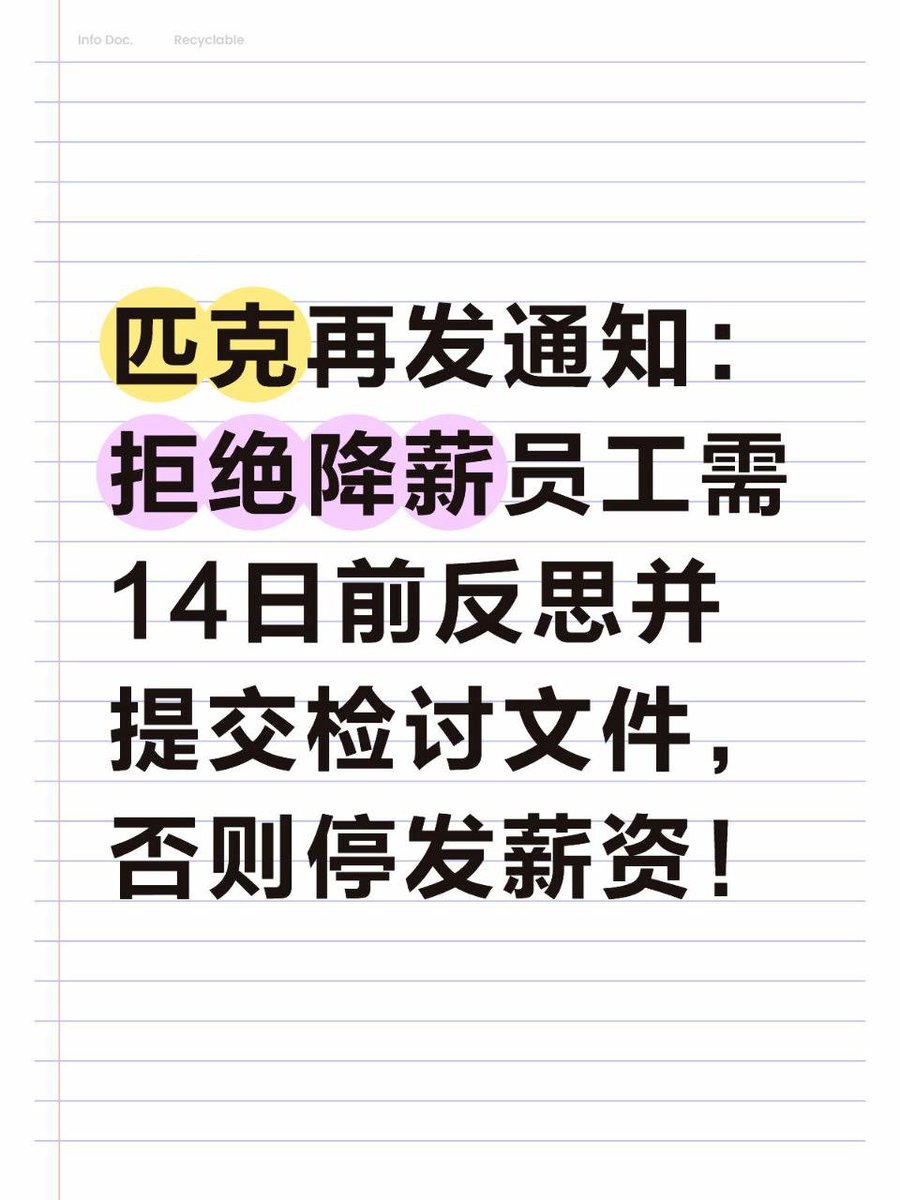 Info Doc. Recyclable
匹克再发通知：
拒绝降薪员工需
14日前反思并
提交检讨文件，
否则停发薪资！